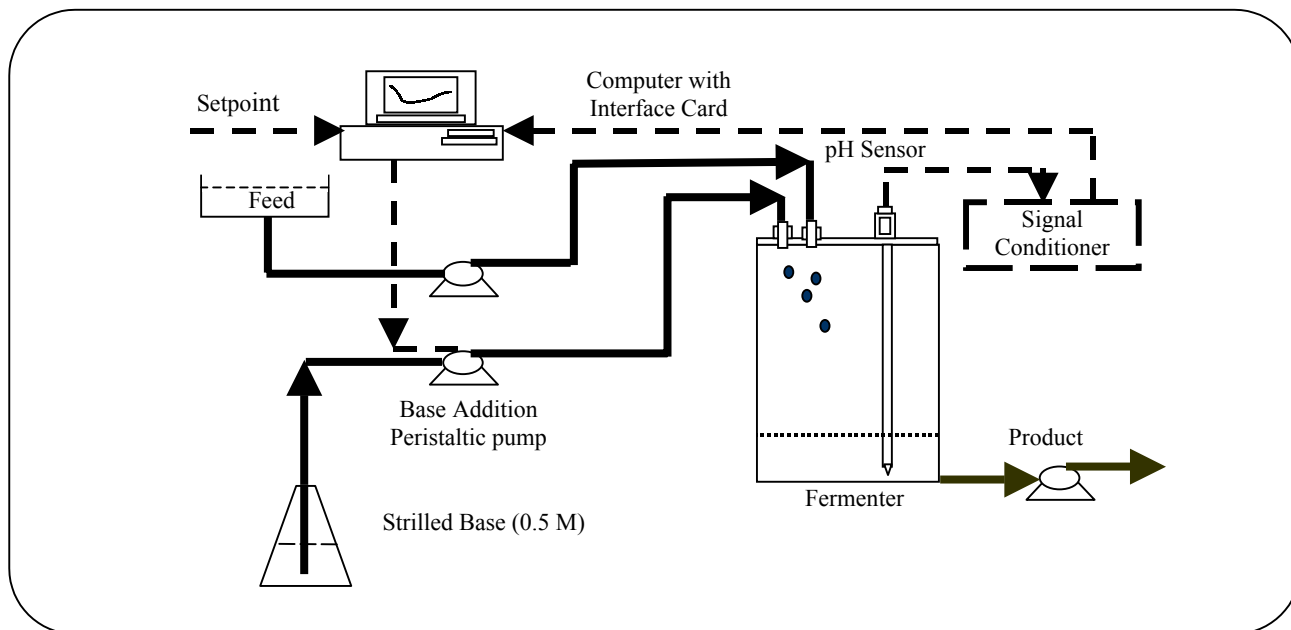 Setpoint
Computer with
Interface Card
pH Sensor
Feed
Signal
Conditioner
Base Addition
Peristaltic pump
Product
Fermenter
Strilled Base (0.5 M)